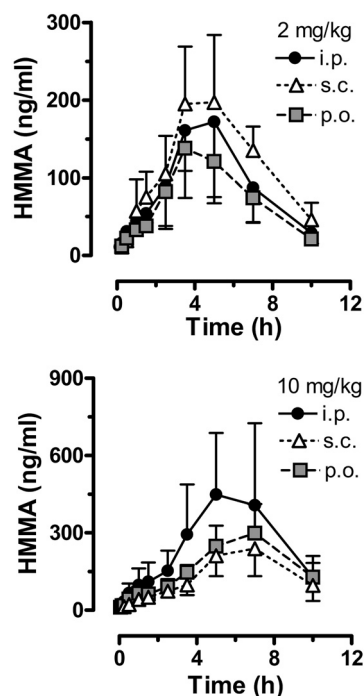 2 mg/kg
i.p.
s.c.
p.o.
HMMA (ng/ml)
300
200
100
0
0 4 8 12
Time (h)
10 mg/kg
i.p.
s.c.
p.o.
HMMA (ng/ml)
900
600
300
0
0 4 8 12
Time (h)